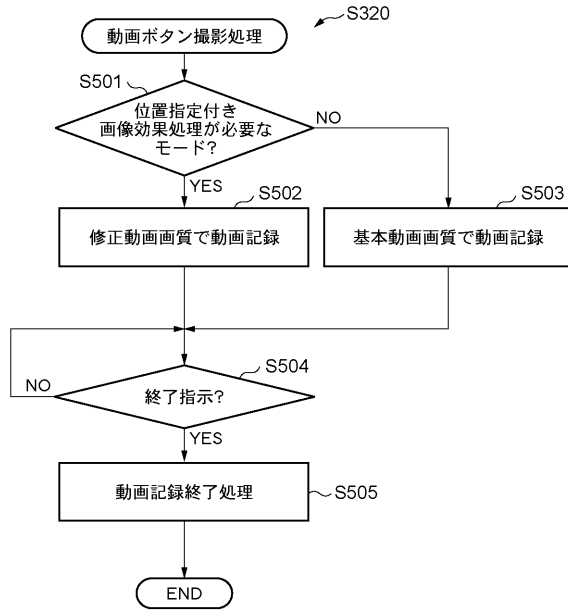 動画ボタン撮影処理
S320
S501
位置指定付き
画像効果処理が必要な
モード?
NO
YES
S502
S503
修正動画画質で動画記録
基本動画画質で動画記録
S504
終了指示?
NO
YES
動画記録終了処理
S505
END